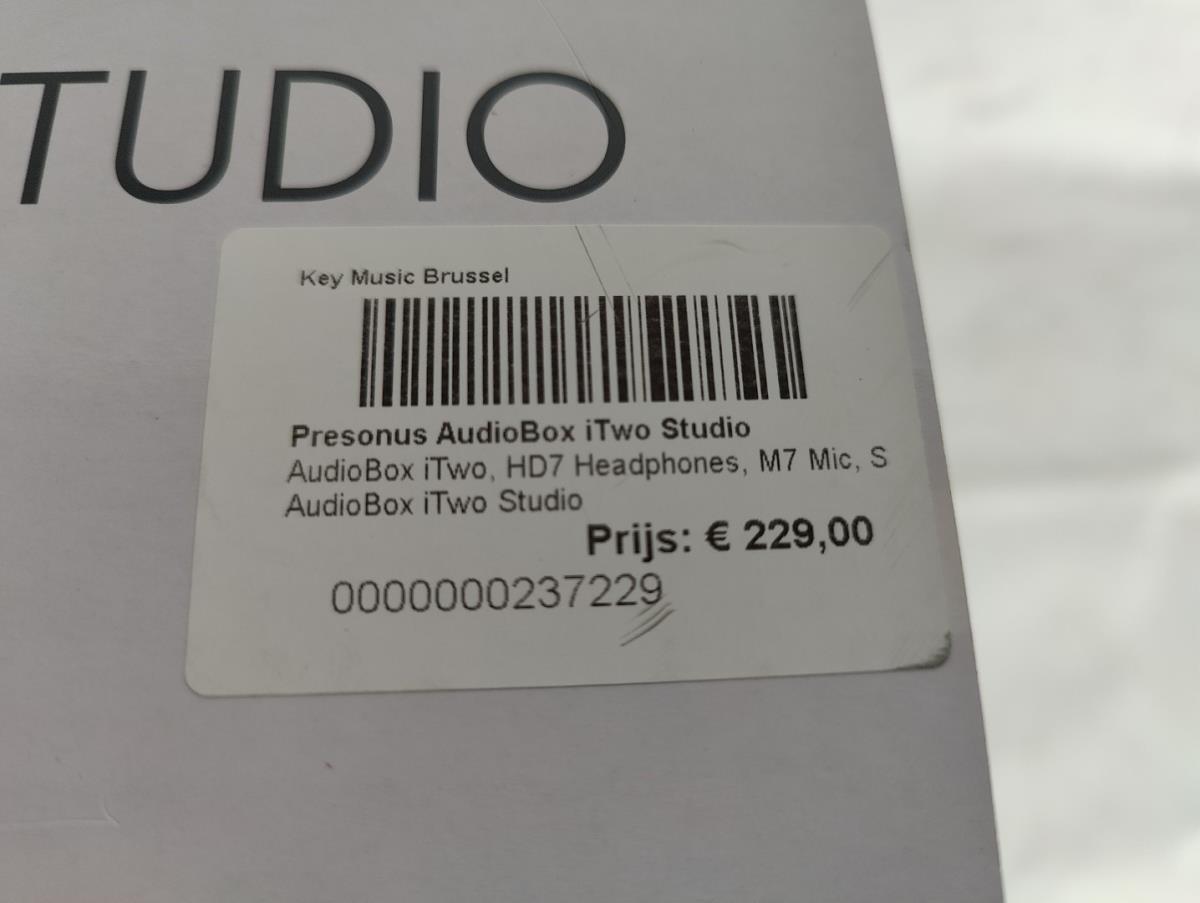 TUDIO
Key Music Brussel
Presonus AudioBox iTwo Studio
AudioBox iTwo, HD7 Headphones, M7 Mic, S
AudioBox iTwo Studio
Prijs: € 229,00
0000000237229